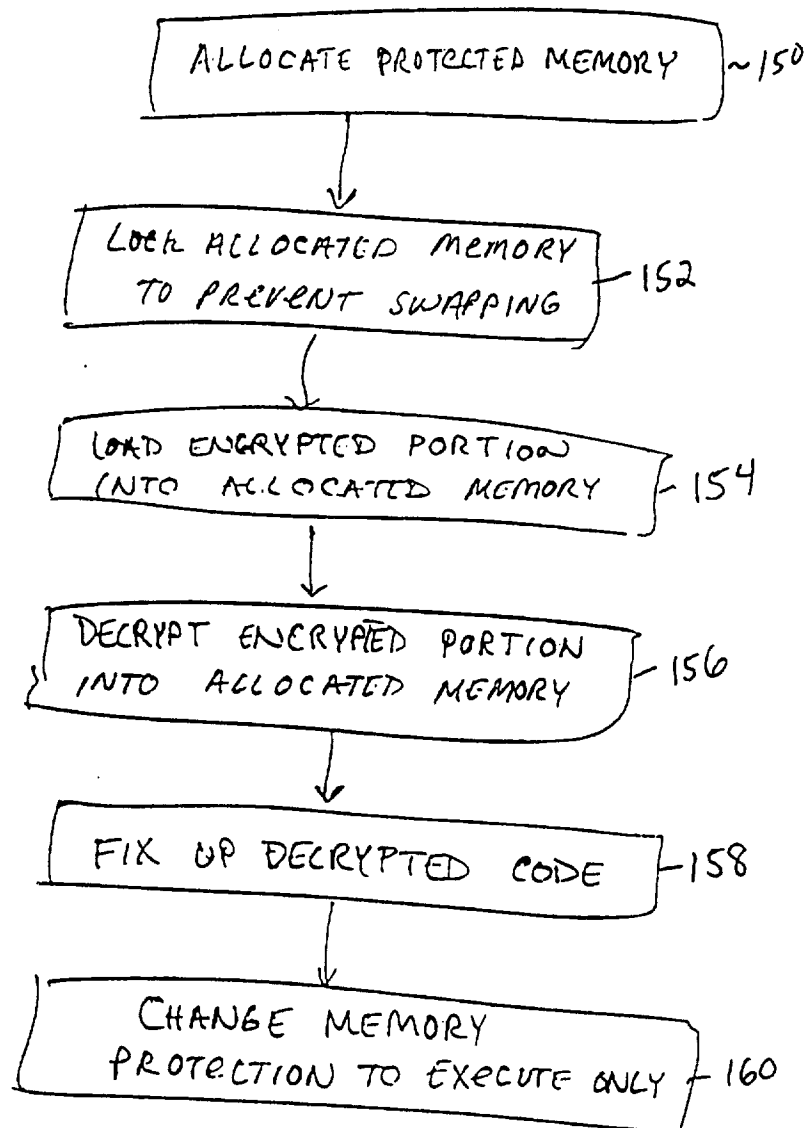 ALLOCATE PROTECTED MEMORY ~150
LOCK ALLOCATED MEMORY
TO PREVENT SWAPPING
152
LOAD ENCRYPTED PORTION
INTO ALLOCATED MEMORY
154
DECRYPT ENCRYPTED PORTION
INTO ALLOCATED MEMORY
156
FIX UP DECRYPTED CODE
158
CHANGE MEMORY
PROTECTION TO EXECUTE ONLY
160